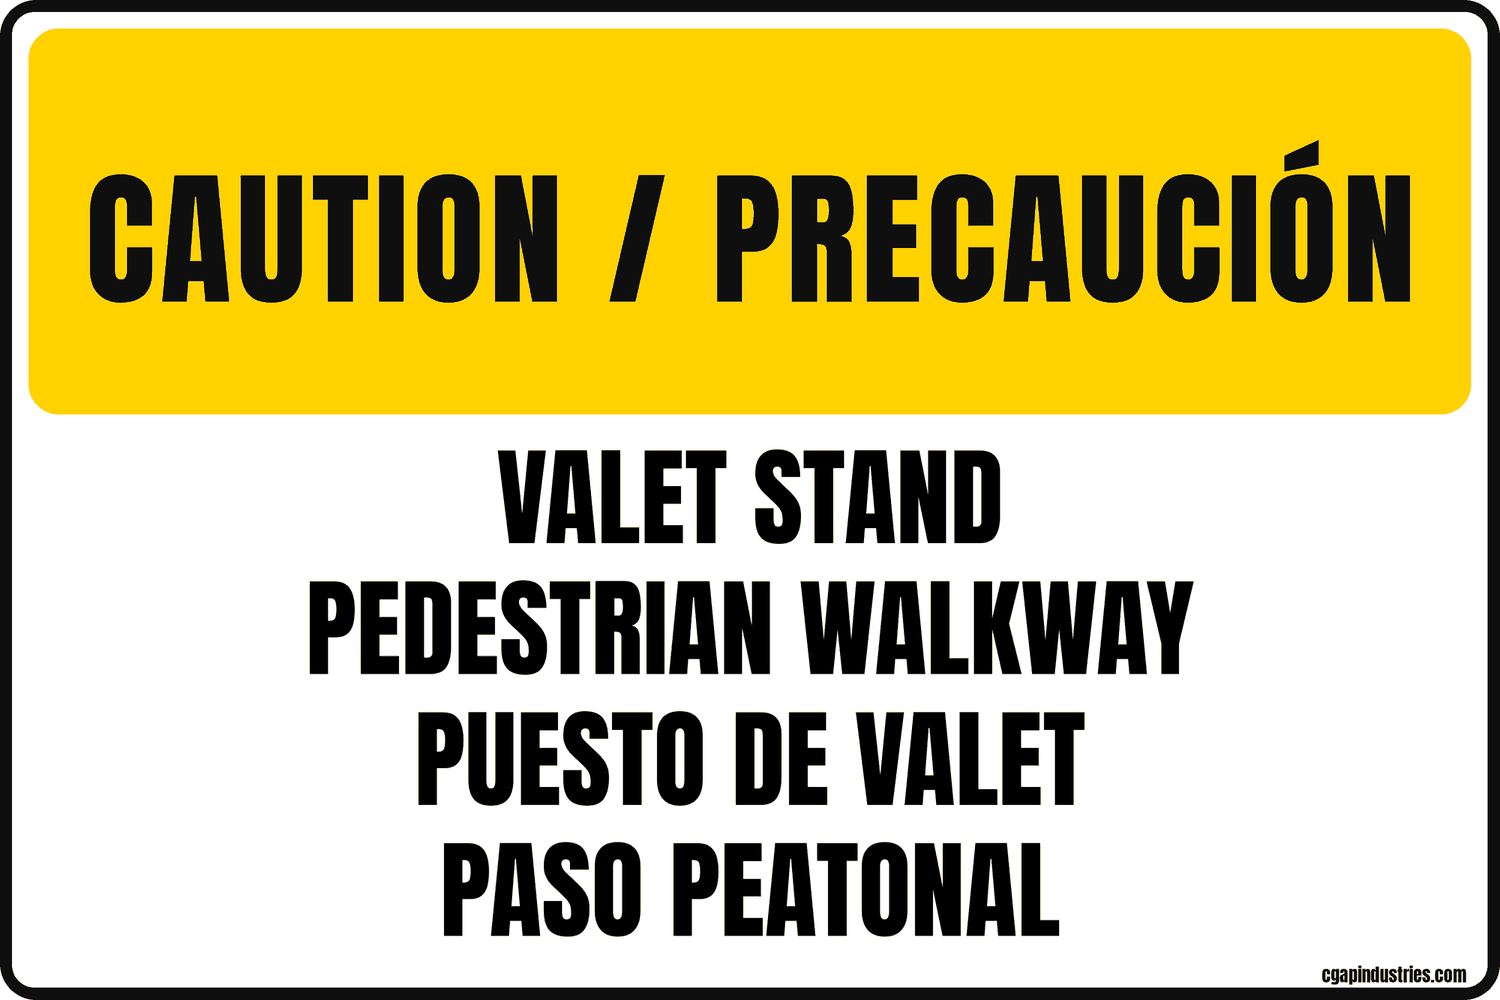 CAUTION / PRECAUCIÓN
VALET STAND
PEDESTRIAN WALKWAY
PUESTO DE VALET
PASO PEATONAL
cgapindustries.com